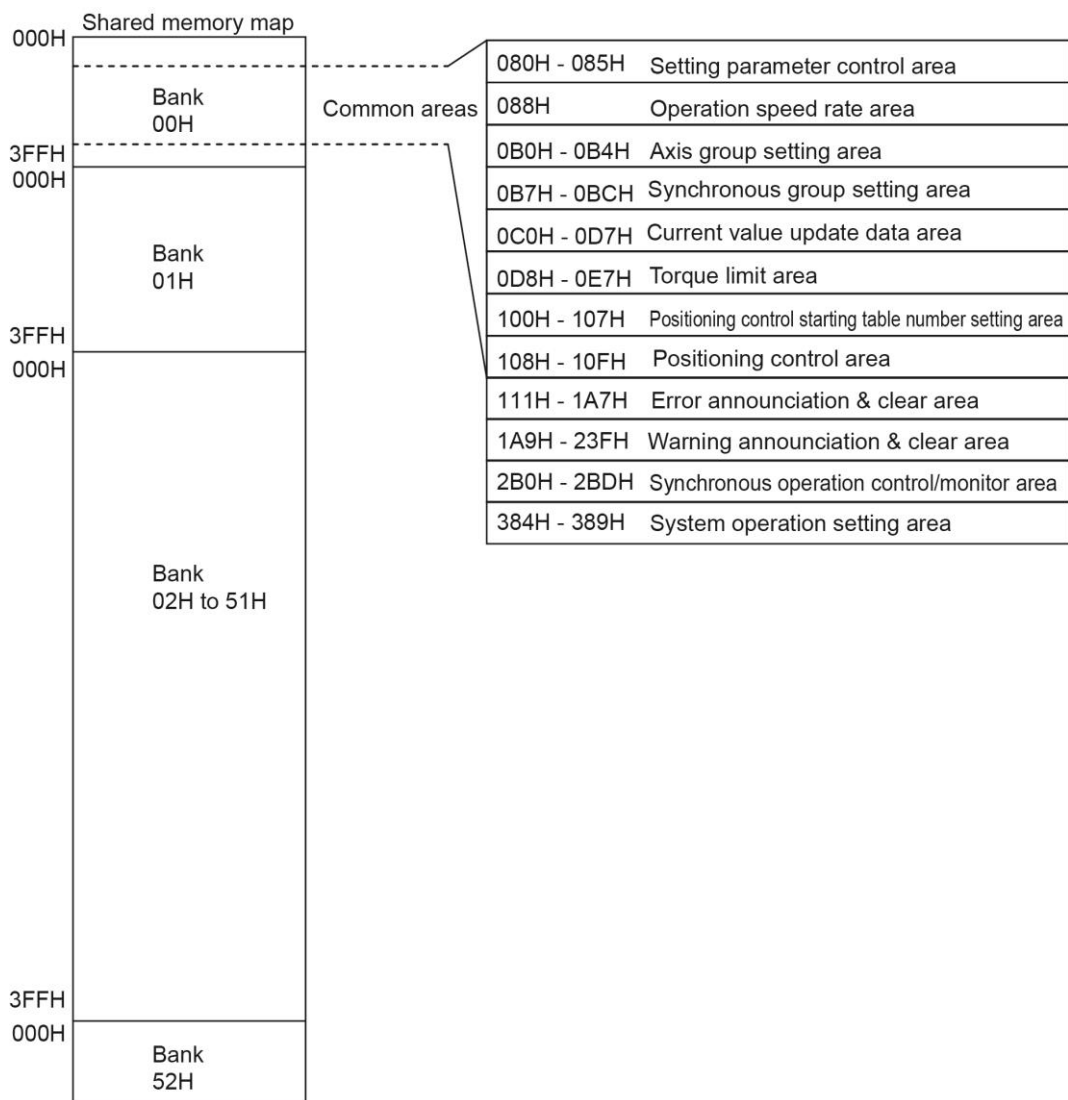 Shared memory map
000H
Bank
00H
3FFH
000H
Bank
01H
3FFH
000H
Bank
02H to 51H
3FFH
000H
Bank
52H
Common areas
080H - 085H Setting parameter control area
088H Operation speed rate area
0B0H - 0B4H Axis group setting area
0B7H - 0BCH Synchronous group setting area
0C0H - 0D7H Current value update data area
0D8H - 0E7H Torque limit area
100H - 107H Positioning control starting table number setting area
108H - 10FH Positioning control area
111H - 1A7H Error announciation & clear area
1A9H - 23FH Warning announciation & clear area
2B0H - 2BDH Synchronous operation control/monitor area
384H - 389H System operation setting area